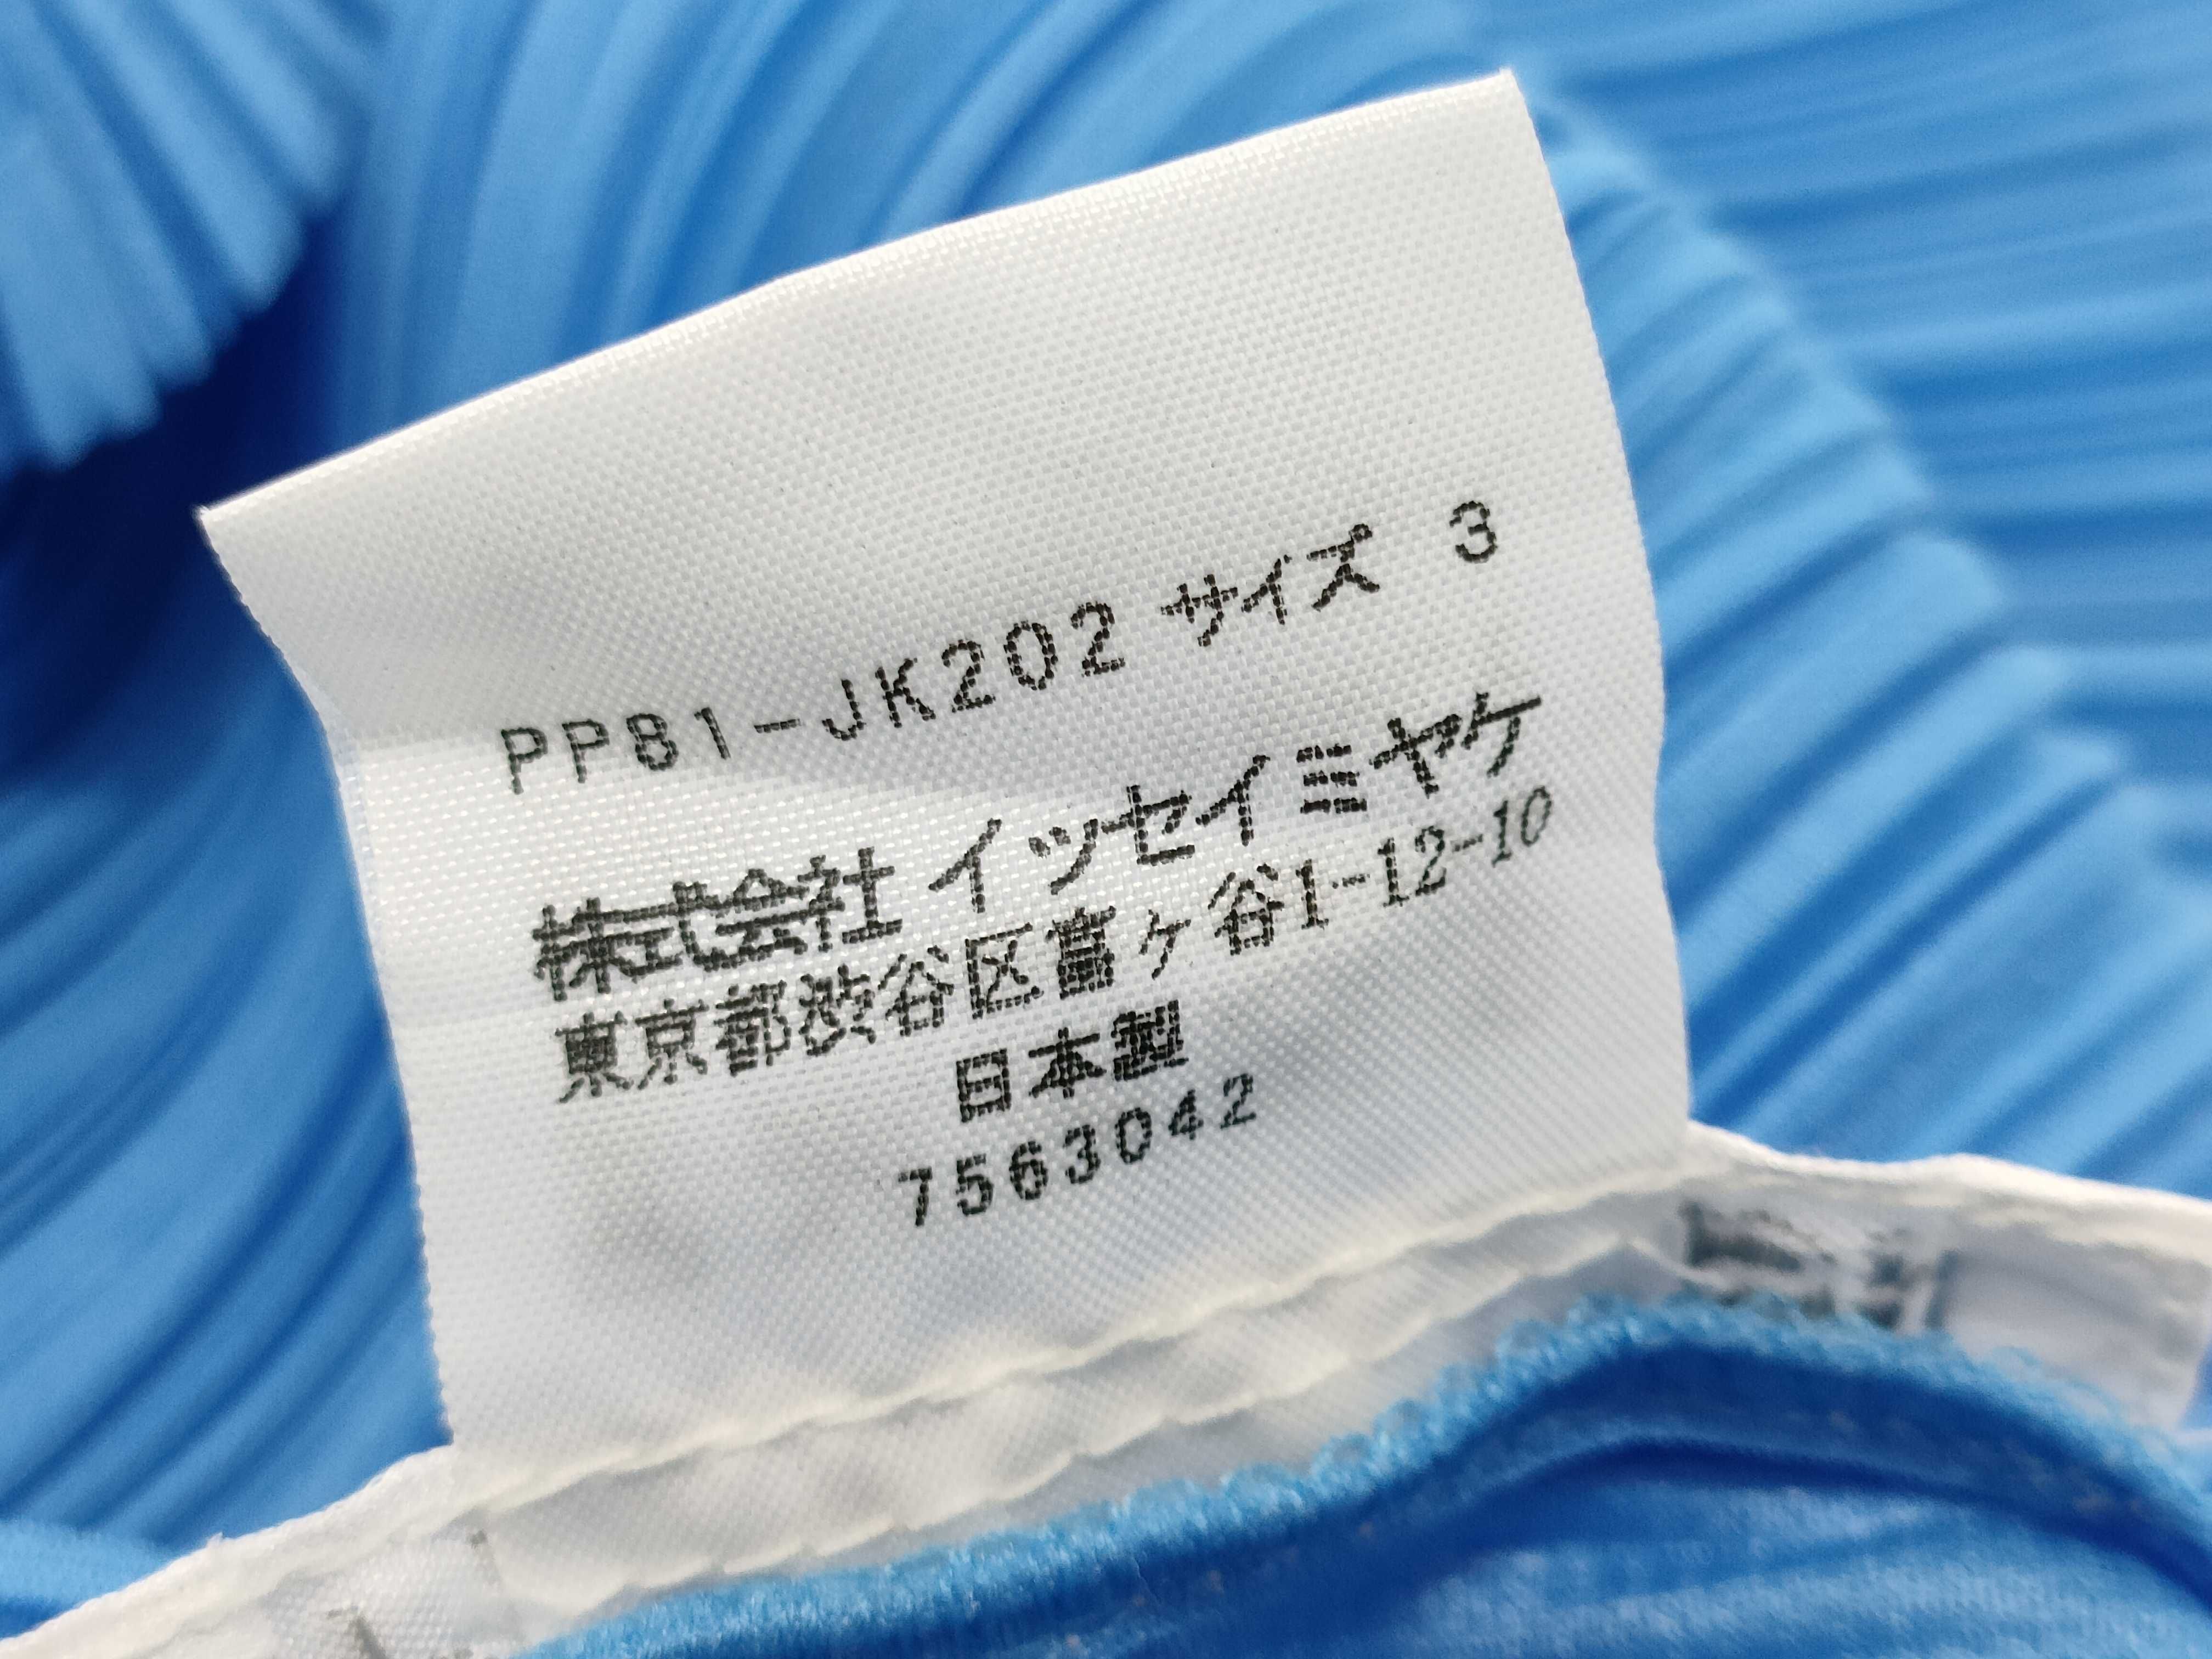 PP81-JK202 サイズ 3
株式会社 イッセイミヤケ
東京都渋谷区富ヶ谷1-12-10
日本製
7563042